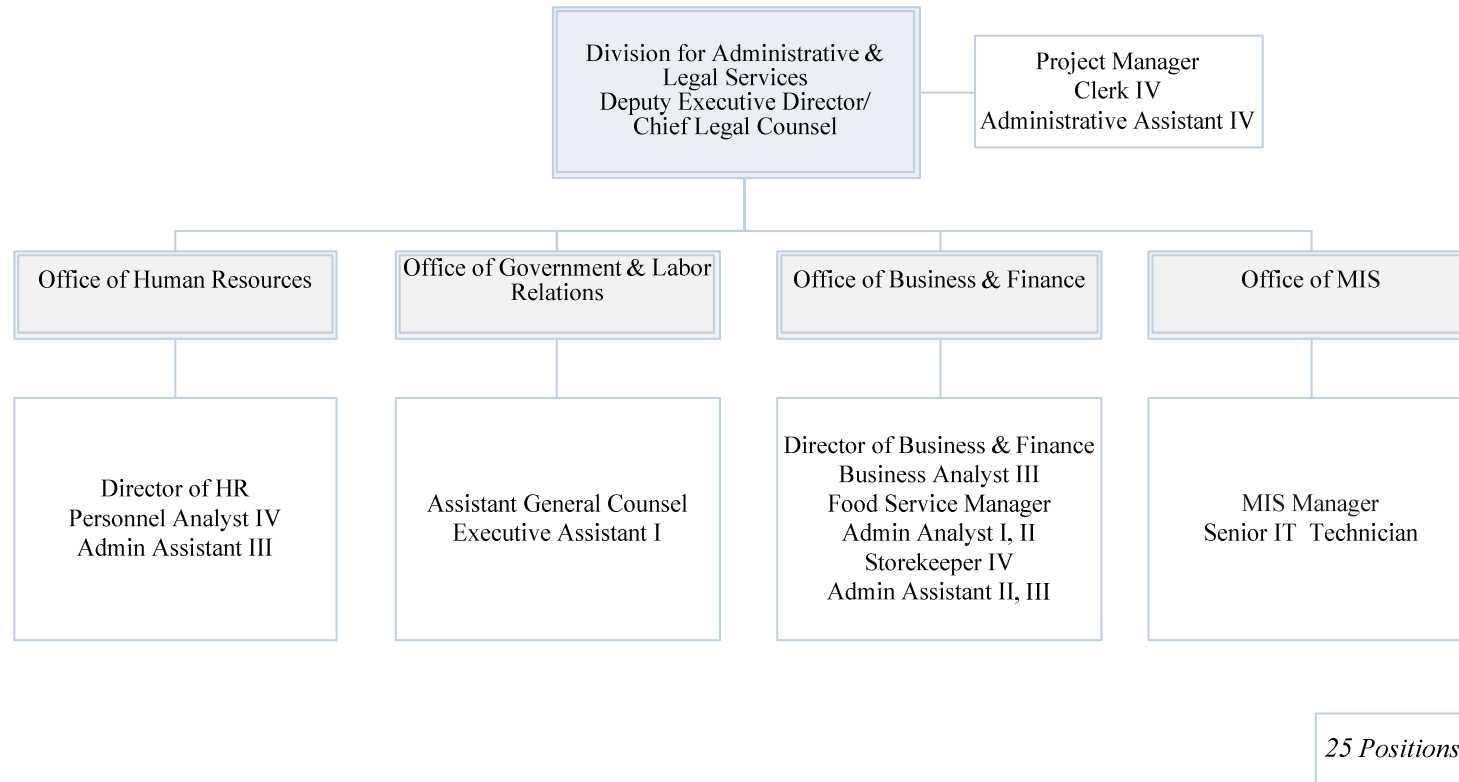 Division for Administrative &
Legal Services
Deputy Executive Director/
Chief Legal Counsel
Project Manager
Clerk IV
Administrative Assistant IV
Office of Human Resources
Office of Government & Labor
Relations
Office of Business & Finance
Office of MIS
Director of HR
Personnel Analyst IV
Admin Assistant III
Assistant General Counsel
Executive Assistant I
Director of Business & Finance
Business Analyst III
Food Service Manager
Admin Analyst I, II
Storekeeper IV
Admin Assistant II, III
MIS Manager
Senior IT  Technician
25 Positions